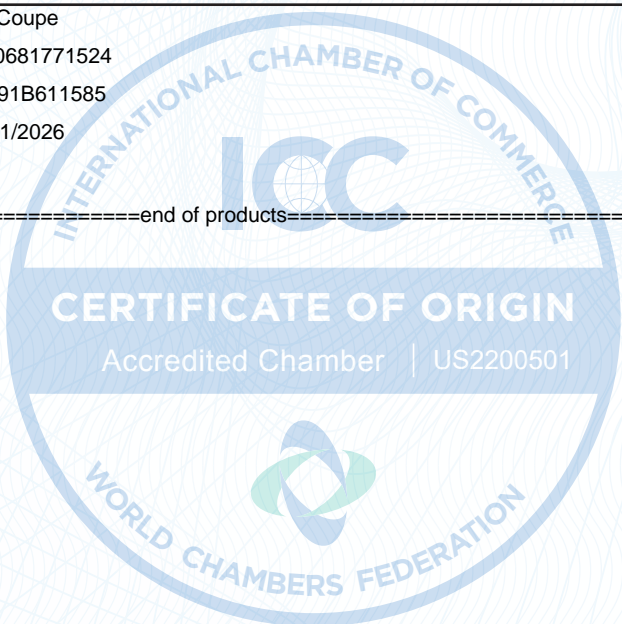 Coupe
0681771524
91B611585
1/2026
===========end of products===========================
INTERNATIONAL CHAMBER OF COMMERCE
ICC
CERTIFICATE OF ORIGIN
Accredited Chamber | US2200501
WORLD CHAMBERS FEDERATION